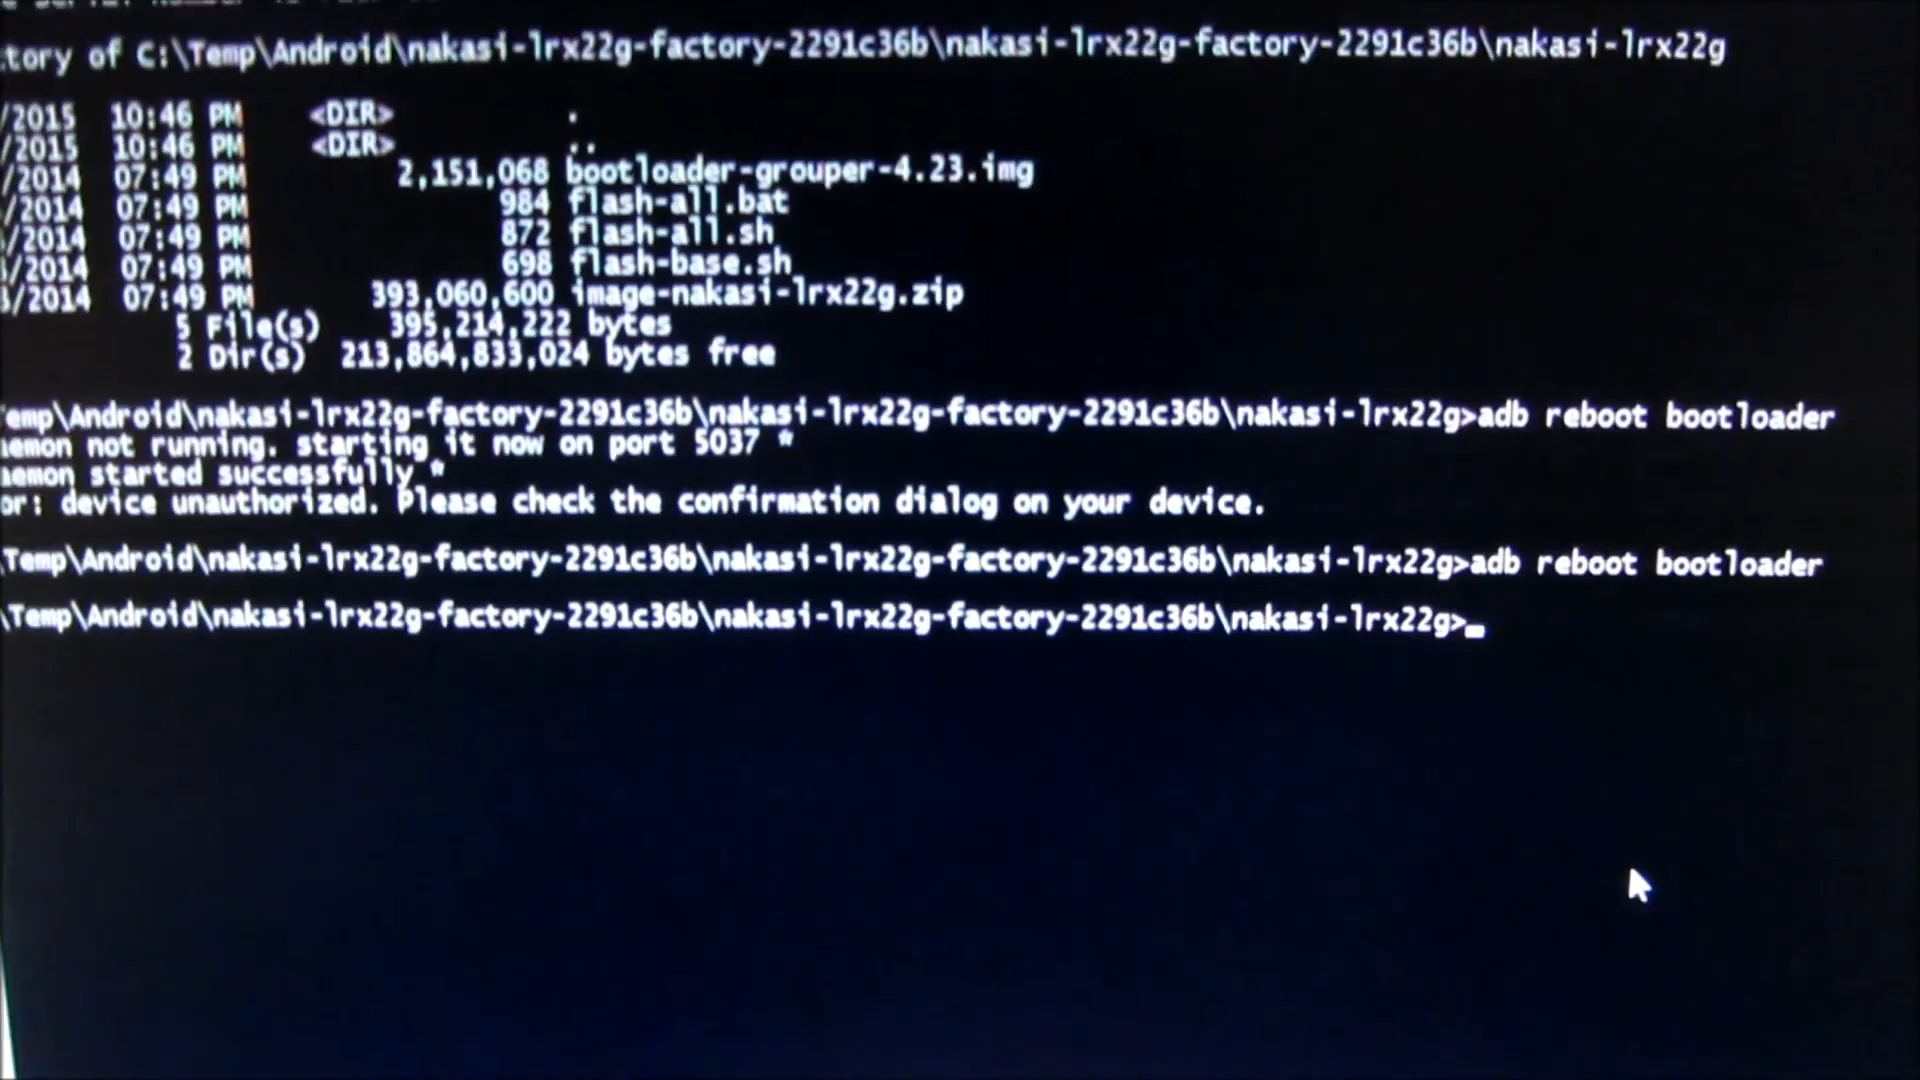 tory of C:\Temp\Android\nakasi-lrx22g-factory-2291c36b\nakasi-lrx22g-factory-2291c36b\nakasi-lrx22g
/2015 10:46 PM <DIR> .
/2015 10:46 PM <DIR> ..
/2014 07:49 PM 2,151,068 bootloader-grouper-4.23.img
/2014 07:49 PM 984 flash-all.bat
/2014 07:49 PM 872 flash-all.sh
/2014 07:49 PM 698 flash-base.sh
/2014 07:49 PM 393,060,600 image-nakasi-lrx22g.zip
5 File(s) 395,214,222 bytes
2 Dir(s) 213,864,833,024 bytes free
emp\Android\nakasi-lrx22g-factory-2291c36b\nakasi-lrx22g-factory-2291c36b\nakasi-lrx22g>adb reboot bootloader
aemon not running. starting it now on port 5037 *
aemon started successfully *
or: device unauthorized. Please check the confirmation dialog on your device.
Temp\Android\nakasi-lrx22g-factory-2291c36b\nakasi-lrx22g-factory-2291c36b\nakasi-lrx22g>adb reboot bootloader
\Temp\Android\nakasi-lrx22g-factory-2291c36b\nakasi-lrx22g-factory-2291c36b\nakasi-lrx22g>